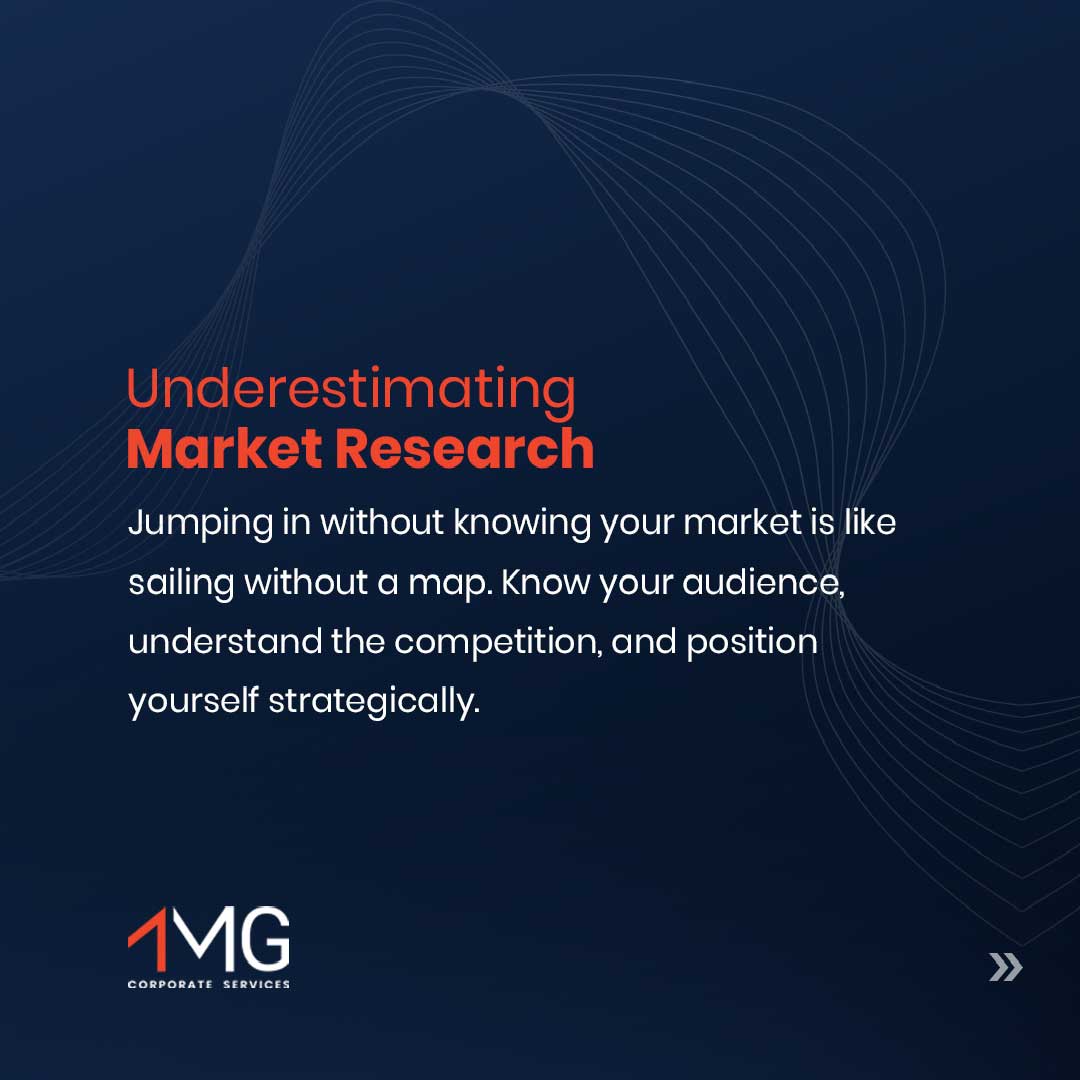 Underestimating
Market Research
Jumping in without knowing your market is like
sailing without a map. Know your audience,
understand the competition, and position
yourself strategically.
1MG
CORPORATE SERVICES